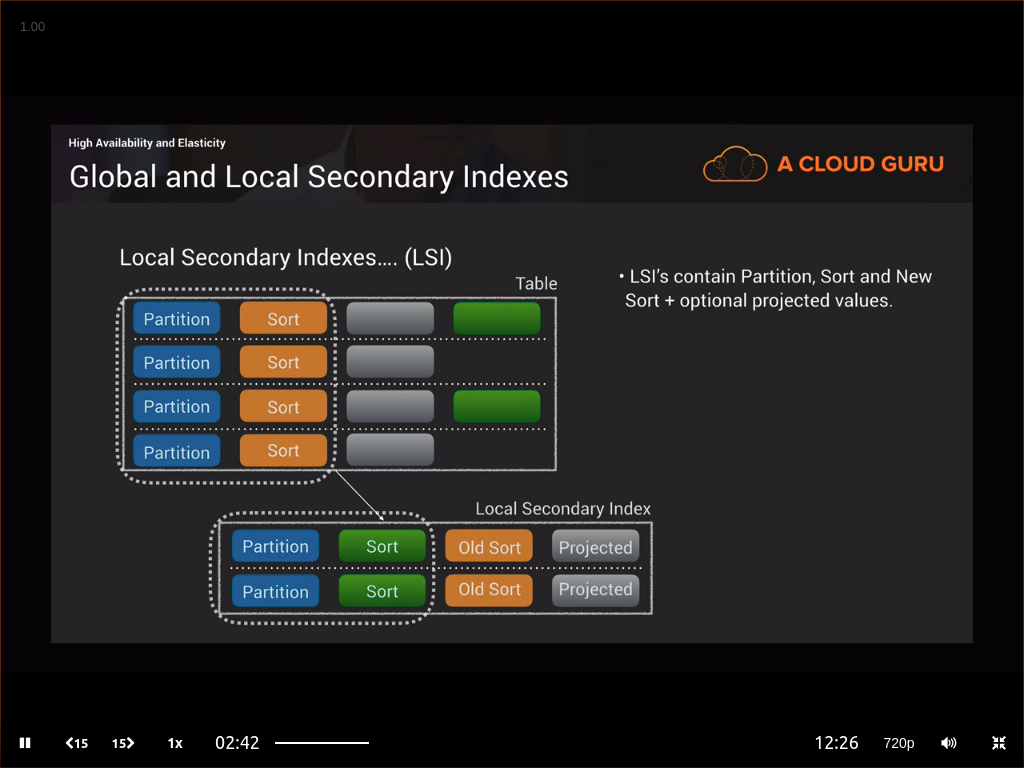 1.00
High Availability and Elasticity
Global and Local Secondary Indexes
A CLOUD GURU
Local Secondary Indexes.... (LSI)
Table
Partition Sort
Partition Sort
Partition Sort
Partition Sort
• LSI's contain Partition, Sort and New
Sort + optional projected values.
Local Secondary Index
Partition Sort Old Sort Projected
Partition Sort Old Sort Projected
15 15 1x 02:42 12:26 720p